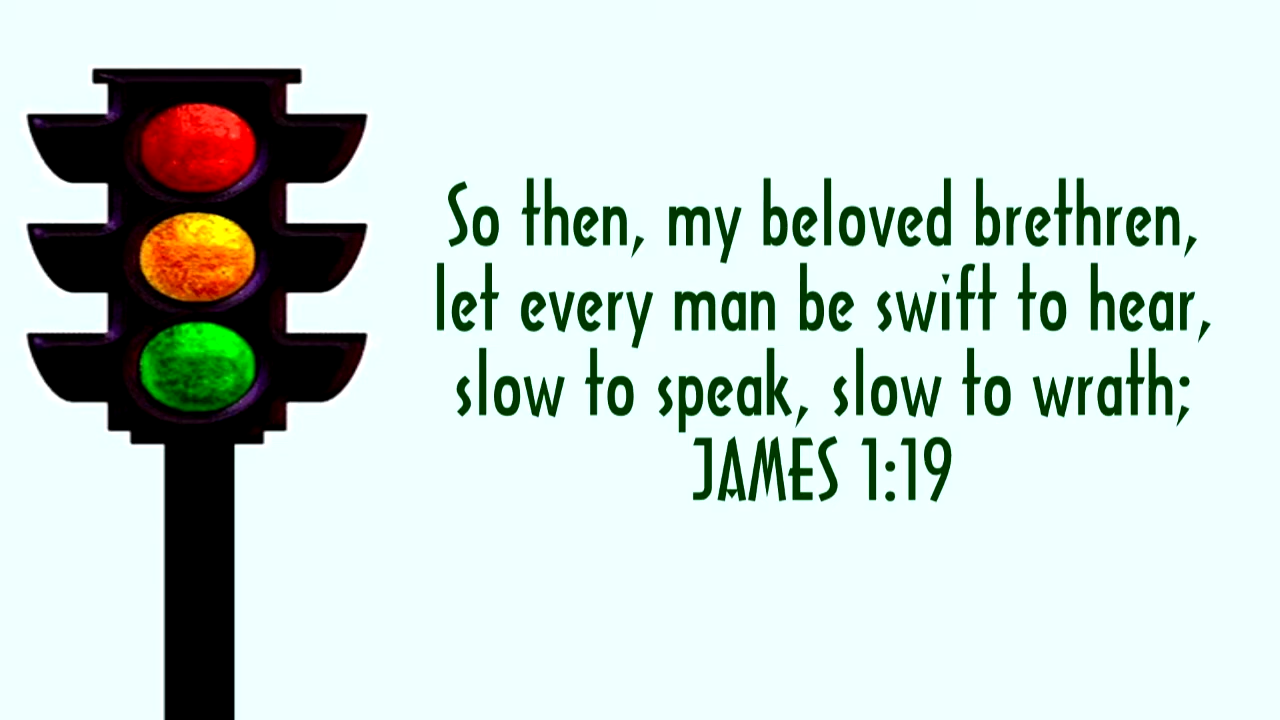 So then, my beloved brethren,
let every man be swift to hear,
slow to speak, slow to wrath;
JAMES 1:19